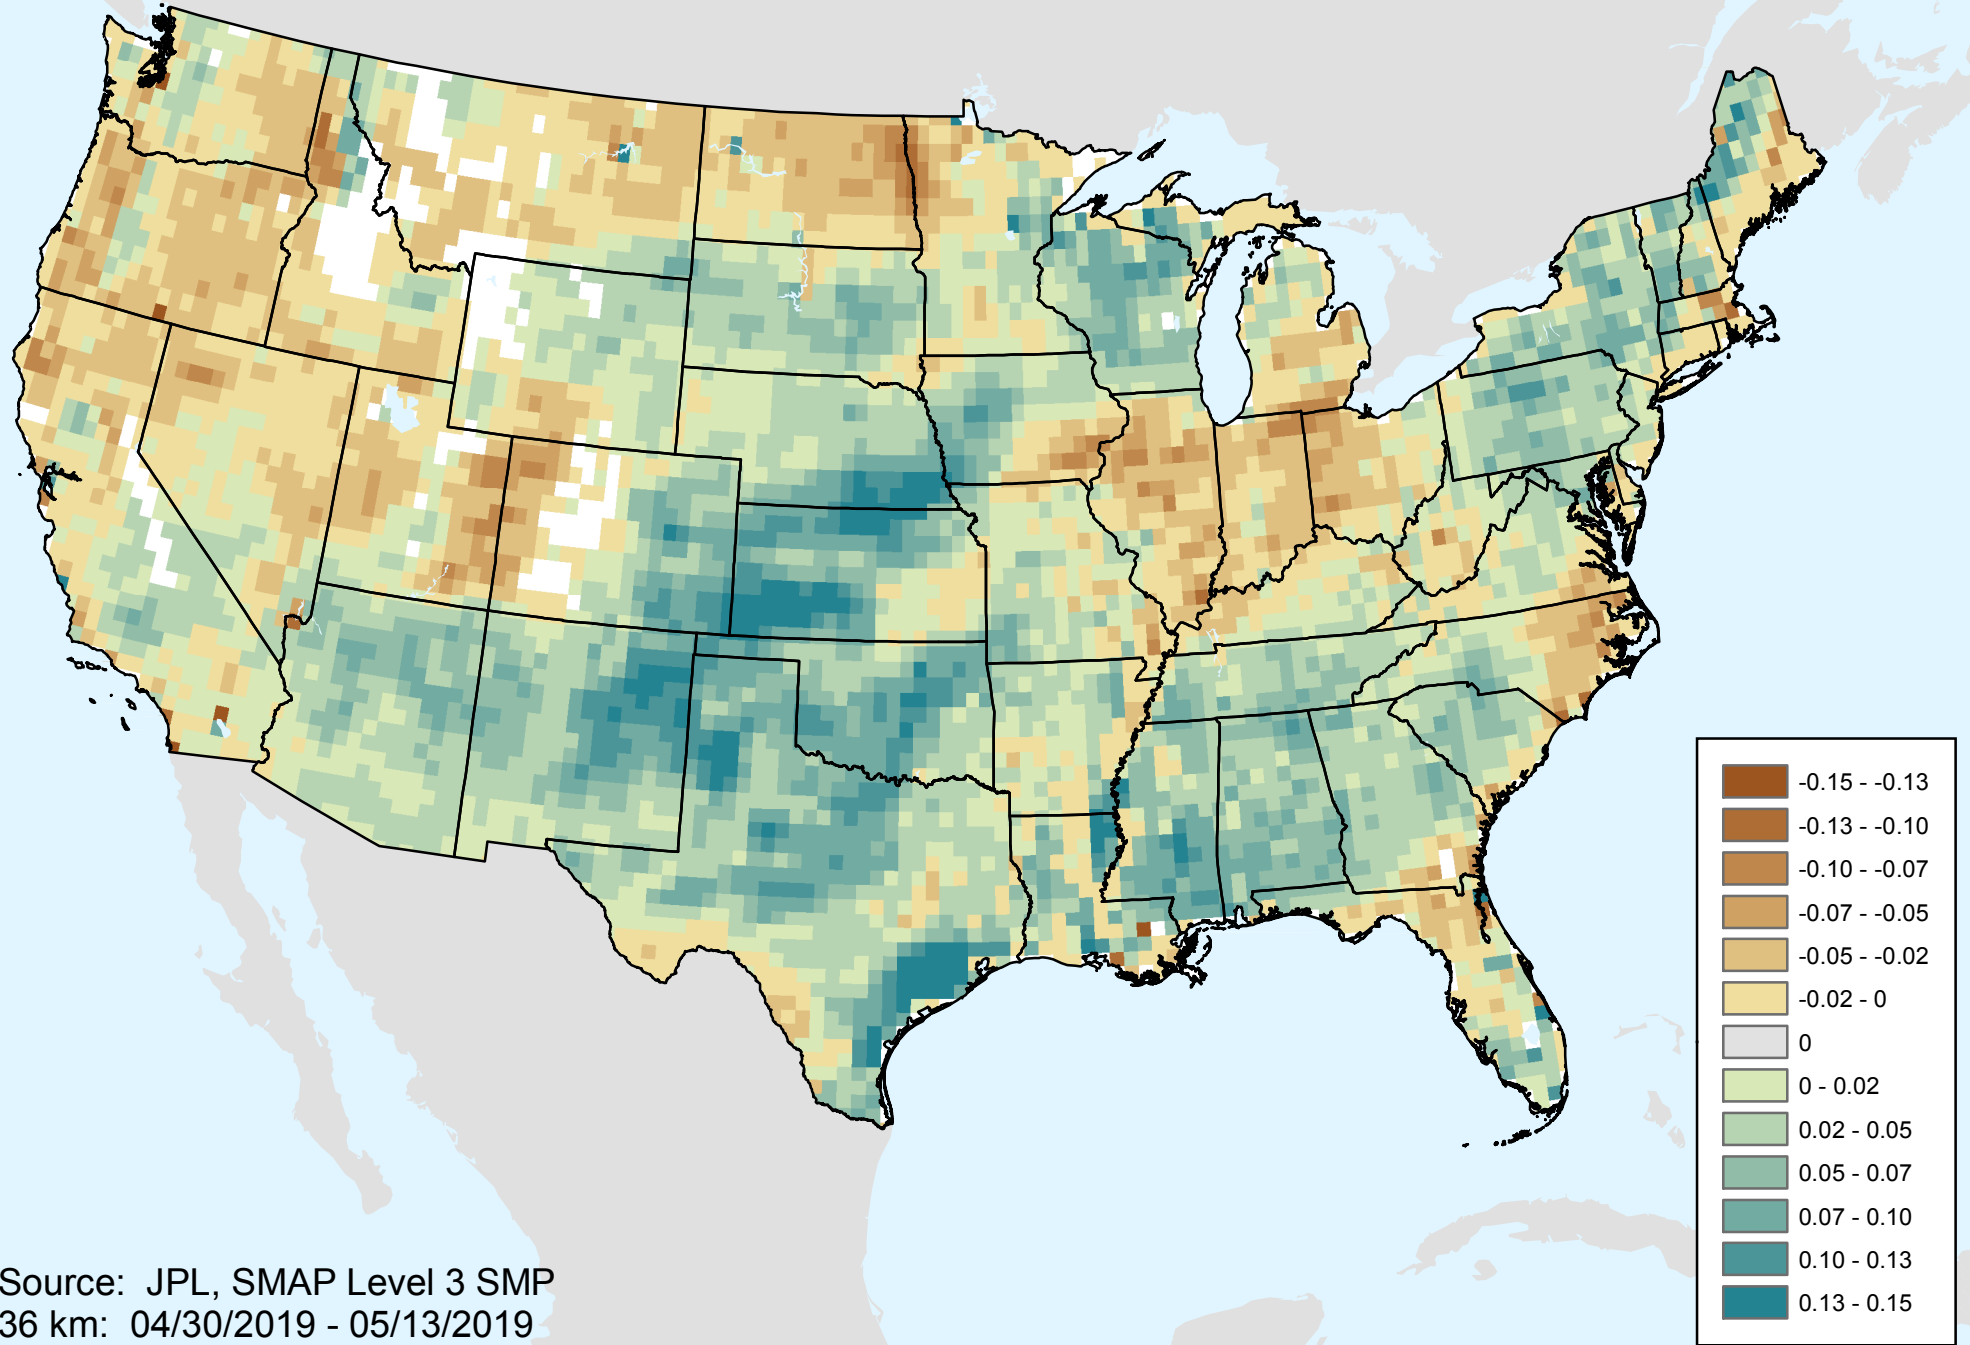 -0.15 - -0.13
-0.13 - -0.10
-0.10 - -0.07
-0.07 - -0.05
-0.05 - -0.02
-0.02 - 0
0
0 - 0.02
0.02 - 0.05
0.05 - 0.07
0.07 - 0.10
0.10 - 0.13
0.13 - 0.15
Source: JPL, SMAP Level 3 SMP
36 km: 04/30/2019 - 05/13/2019